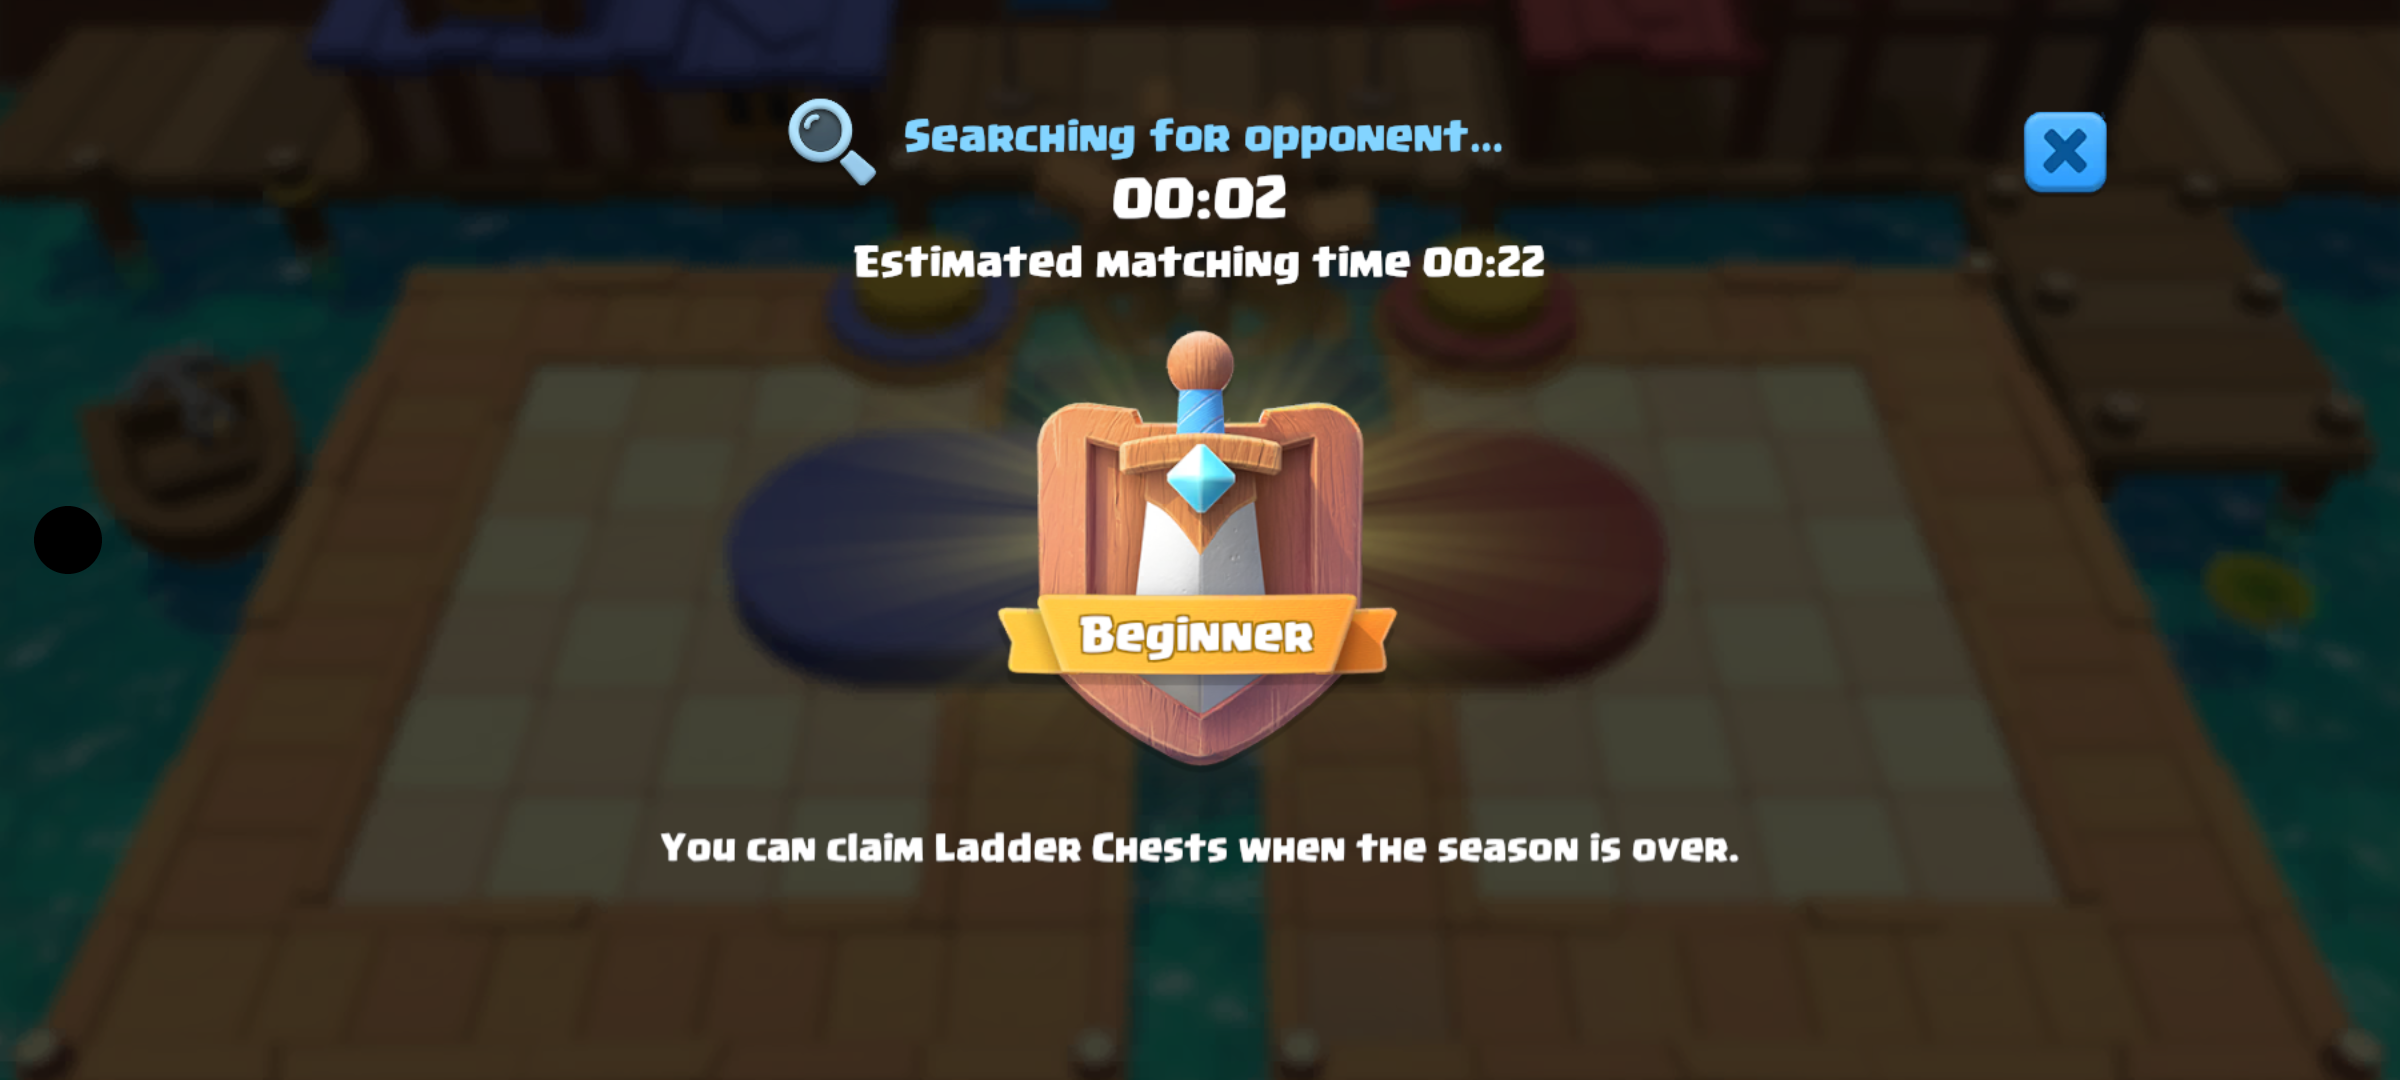 Searching for opponent...
00:02
Estimated matching time 00:22
Beginner
You can claim Ladder Chests when the season is over.